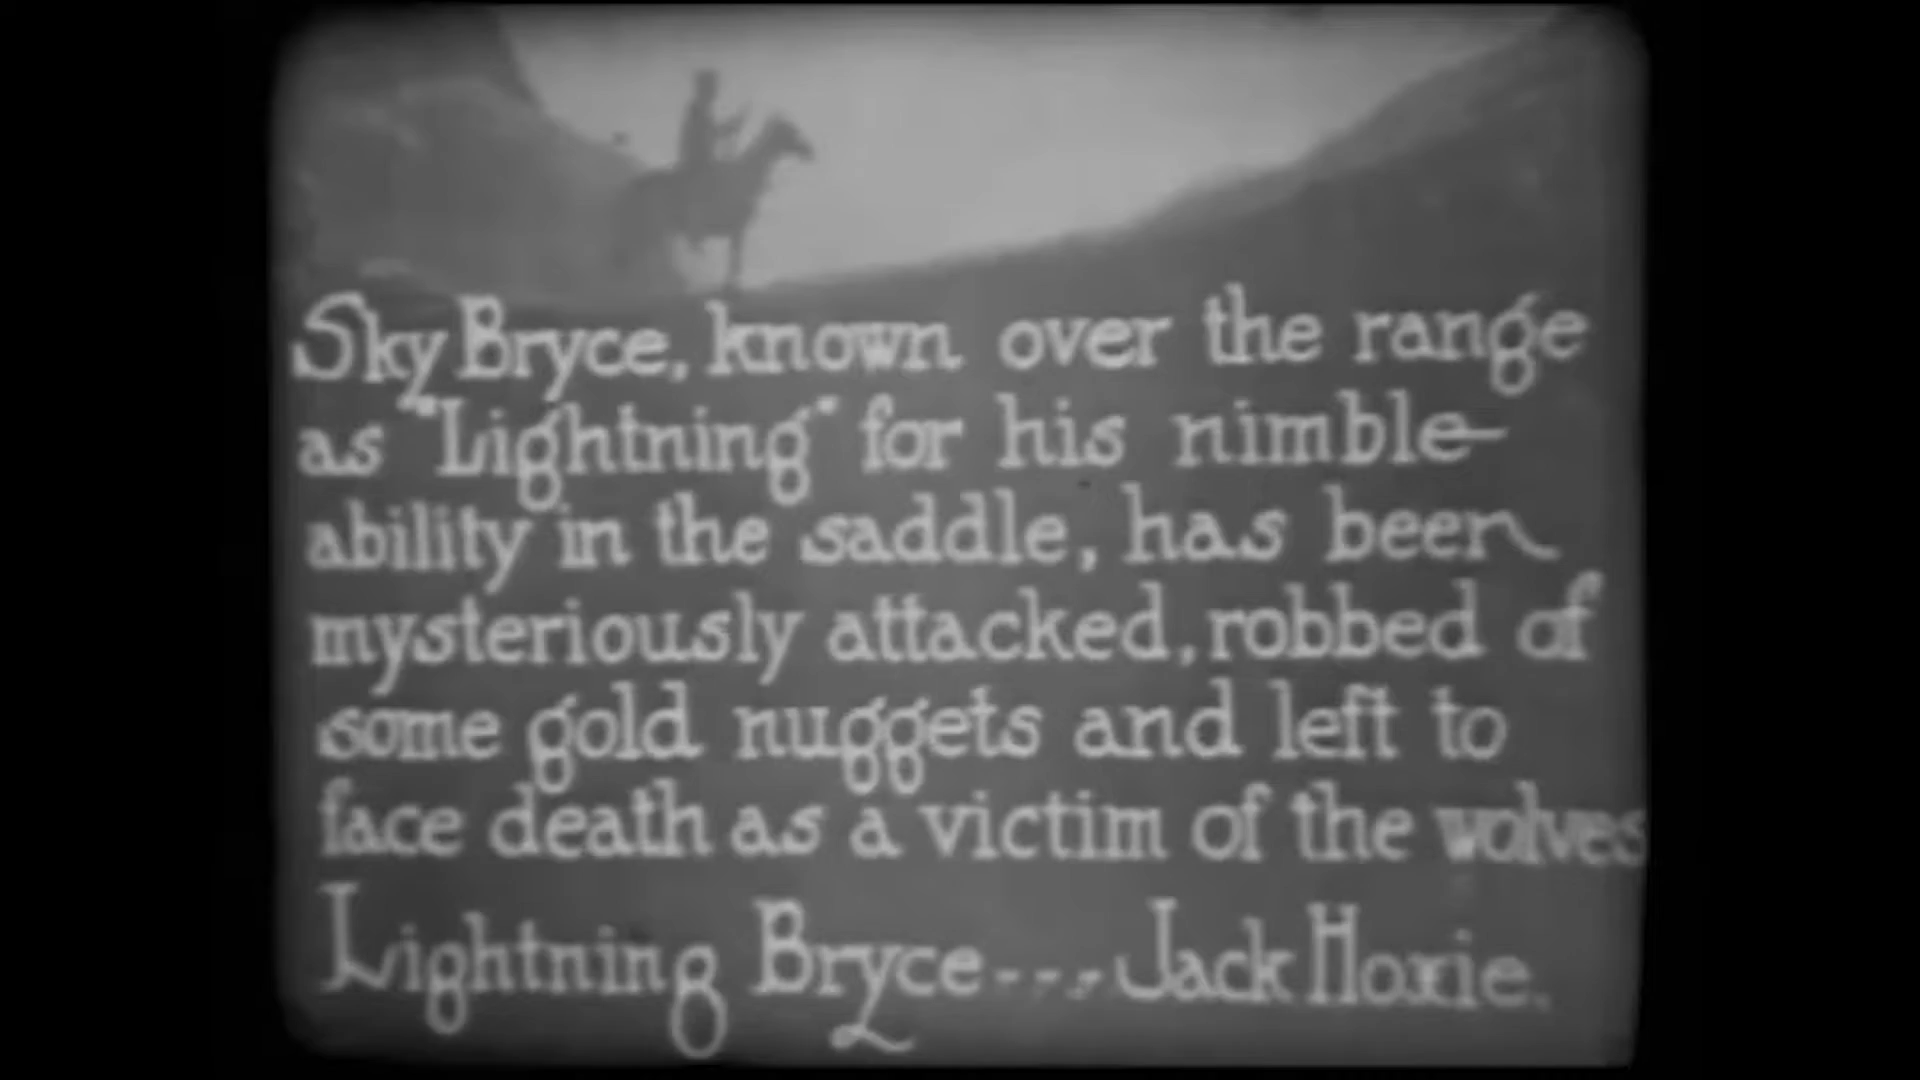 Sky Bryce, known over the range
as "Lightning" for his nimble
ability in the saddle, has been
mysteriously attacked, robbed of
some gold nuggets and left to
face death as a victim of the wolves
Lightning Bryce --- Jack Hoxie.